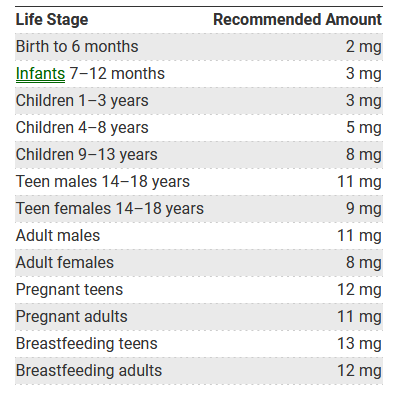 Life Stage Recommended Amount
Birth to 6 months 2 mg
Infants 7–12 months 3 mg
Children 1–3 years 3 mg
Children 4–8 years 5 mg
Children 9–13 years 8 mg
Teen males 14–18 years 11 mg
Teen females 14–18 years 9 mg
Adult males 11 mg
Adult females 8 mg
Pregnant teens 12 mg
Pregnant adults 11 mg
Breastfeeding teens 13 mg
Breastfeeding adults 12 mg